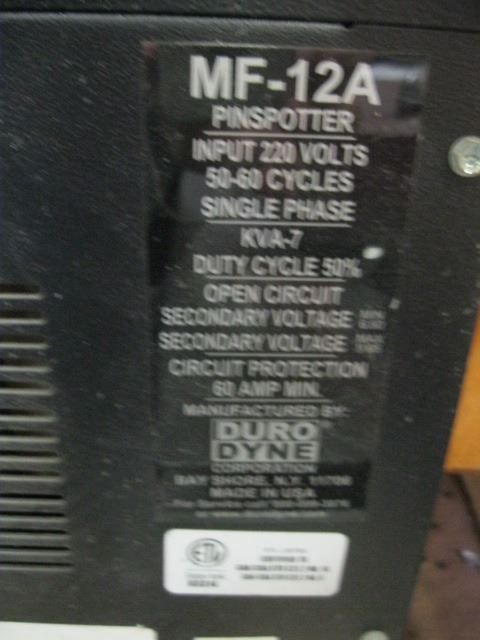 MF-12A
PINSPOTTER
INPUT 220 VOLTS
50-60 CYCLES
SINGLE PHASE
KVA-7
DUTY CYCLE 50%
OPEN CIRCUIT
SECONDARY VOLTAGE
SECONDARY VOLTAGE
CIRCUIT PROTECTION
60 AMP MIN.
MANUFACTURED BY:
DURO
DYNE
CORPORATION
BAY SHORE, N.Y. 11706
MADE IN USA